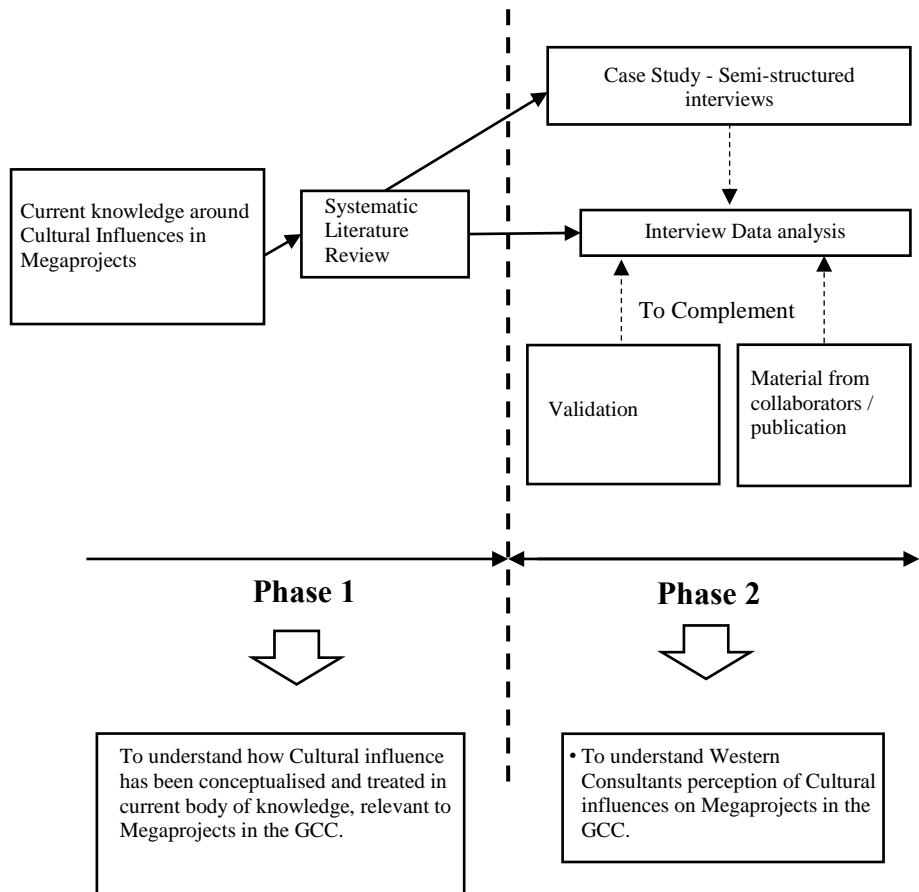 Case Study - Semi-structured
interviews
Current knowledge around
Cultural Influences in
Megaprojects
Systematic
Literature
Review
Interview Data analysis
To Complement
Validation
Material from
collaborators /
publication
Phase 1
Phase 2
To understand how Cultural influence
has been conceptualised and treated in
current body of knowledge, relevant to
Megaprojects in the GCC.
• To understand Western
Consultants perception of Cultural
influences on Megaprojects in the
GCC.